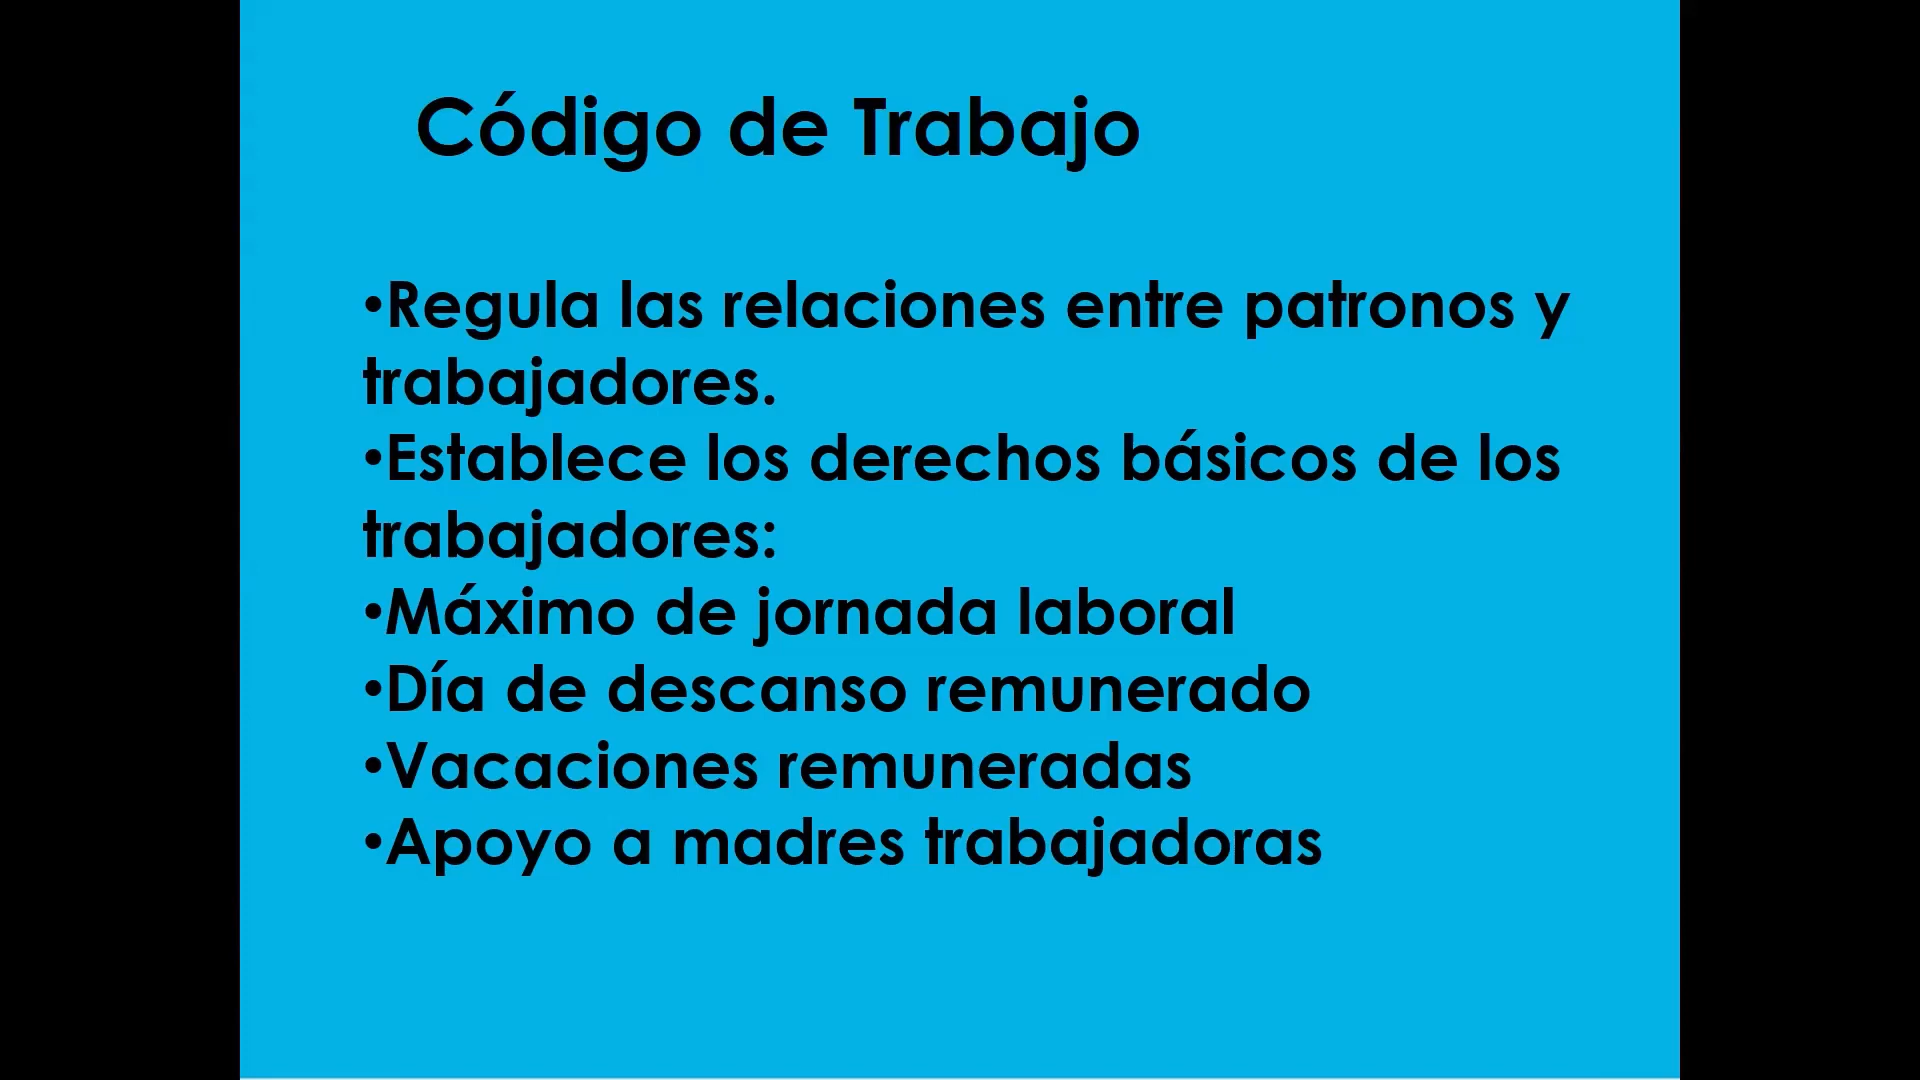 Código de Trabajo
•Regula las relaciones entre patronos y
trabajadores.
•Establece los derechos básicos de los
trabajadores:
•Máximo de jornada laboral
•Día de descanso remunerado
•Vacaciones remuneradas
•Apoyo a madres trabajadoras